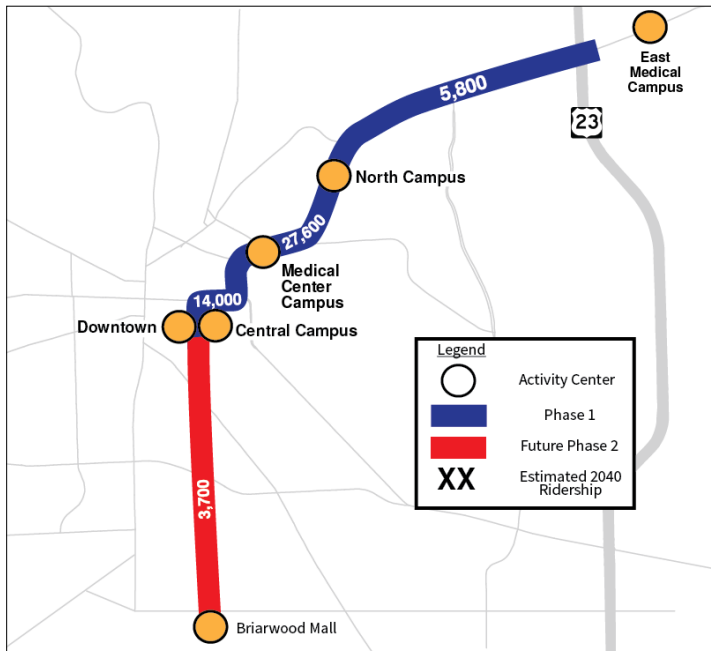 East
Medical
Campus
5,800
23
North Campus
27,600
Medical
Center
Campus
14,000
Downtown
Central Campus
Legend
Activity Center
Phase 1
Future Phase 2
XX
Estimated 2040
Ridership
3,700
Briarwood Mall